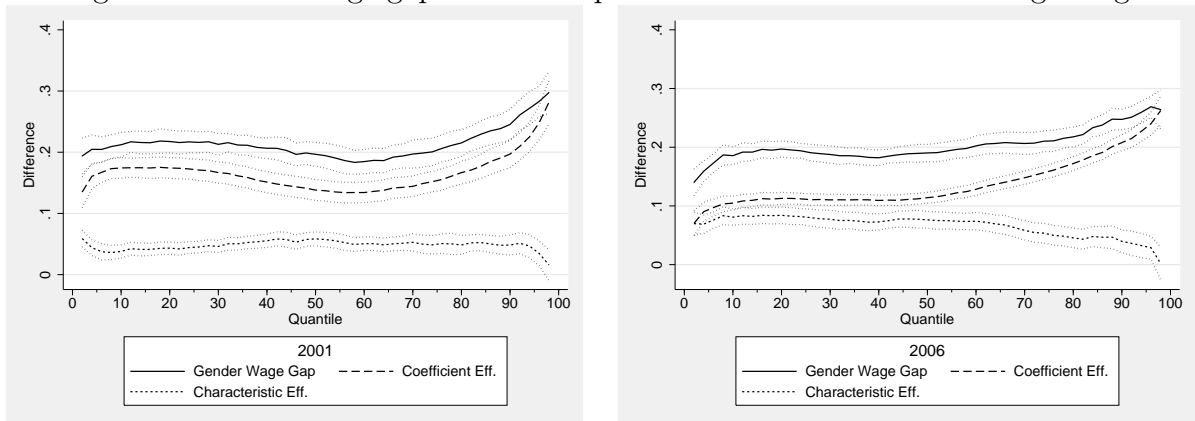 .4
.3
.2
.1
0
Difference
0 10 20 30 40 50 60 70 80 90 100
Quantile
2001
Gender Wage Gap
Coefficient Eff.
Characteristic Eff.
.4
.3
.2
.1
0
Difference
0 10 20 30 40 50 60 70 80 90 100
Quantile
2006
Gender Wage Gap
Coefficient Eff.
Characteristic Eff.